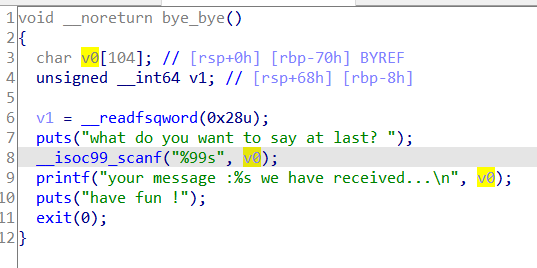 1 void __noreturn bye_bye()
2 {
3 char v0[104]; // [rsp+0h] [rbp-70h] BYREF
4 unsigned __int64 v1; // [rsp+68h] [rbp-8h]
5
6 v1 = __readfsqword(0x28u);
7 puts("what do you want to say at last? ");
8 __isoc99_scanf("%99s", v0);
9 printf("your message :%s we have received...\n", v0);
10 puts("have fun !");
11 exit(0);
12 }